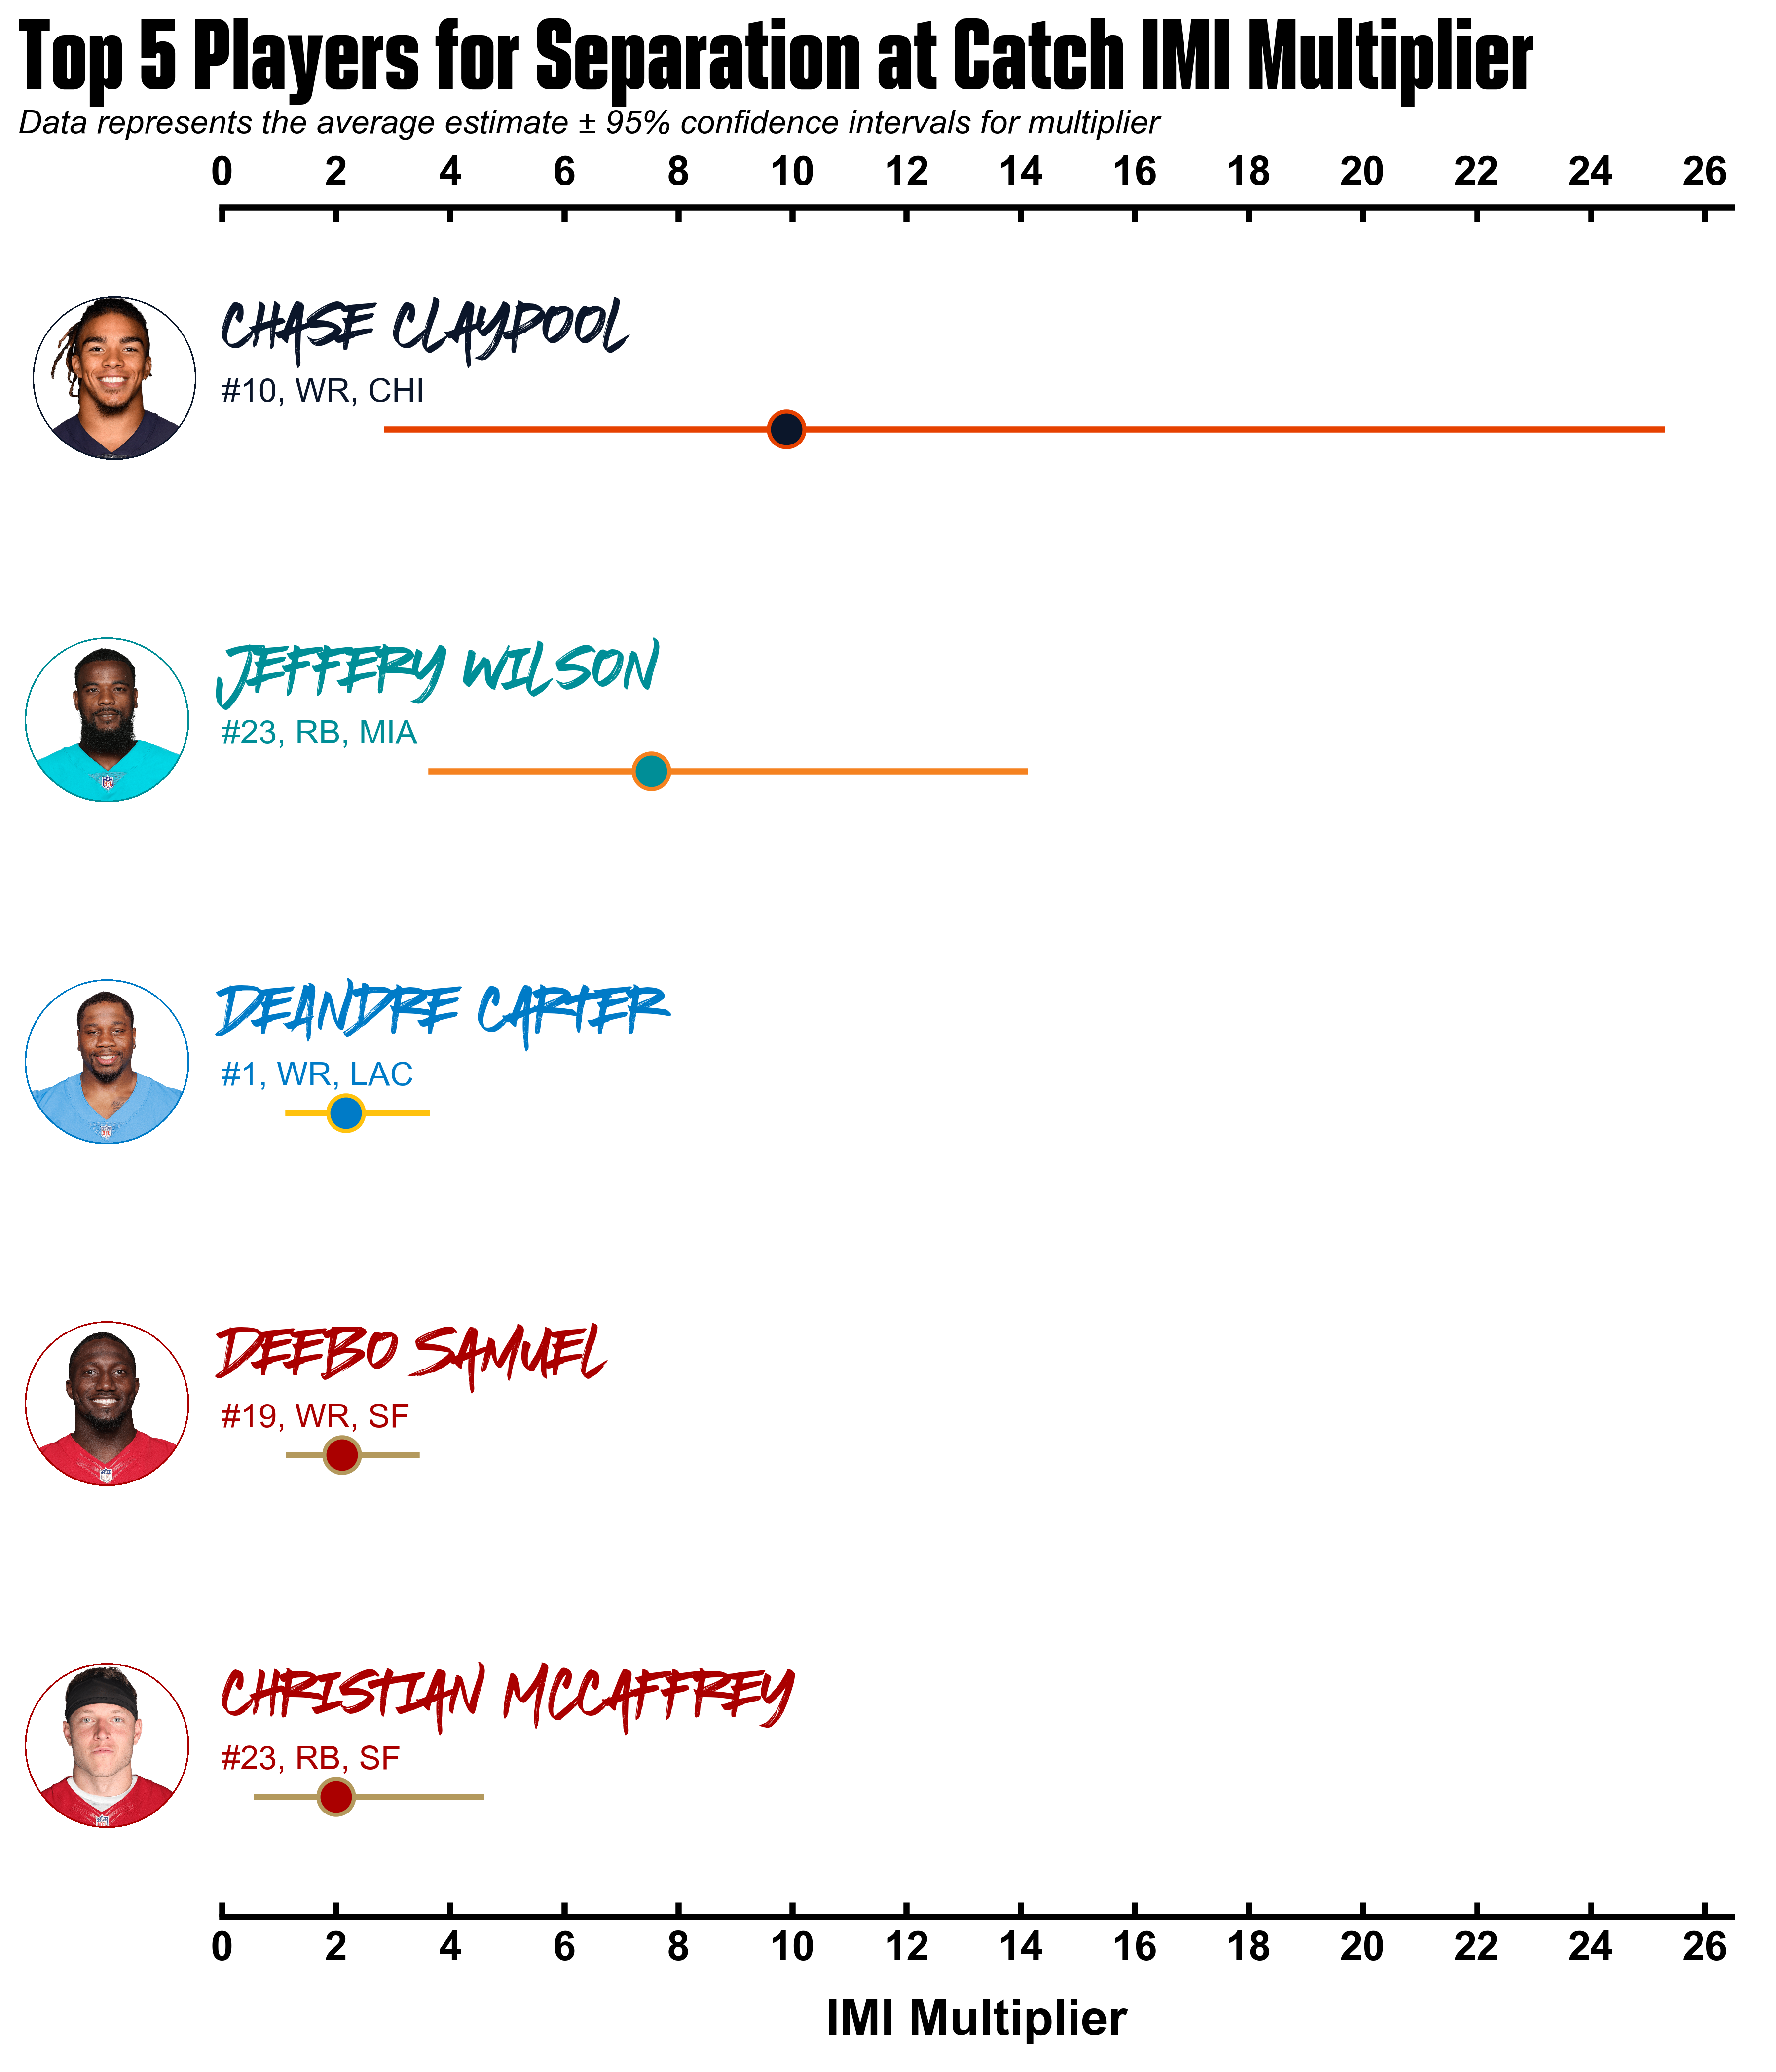 Top 5 Players for Separation at Catch IMI Multiplier
Data represents the average estimate ± 95% confidence intervals for multiplier
0 2 4 6 8 10 12 14 16 18 20 22 24 26
CHASE CLAYPOOL
#10, WR, CHI
JEFFERY WILSON
#23, RB, MIA
DEANDRE CARTER
#1, WR, LAC
DEEBO SAMUEL
#19, WR, SF
CHRISTIAN MCCAFFREY
#23, RB, SF
0 2 4 6 8 10 12 14 16 18 20 22 24 26
IMI Multiplier